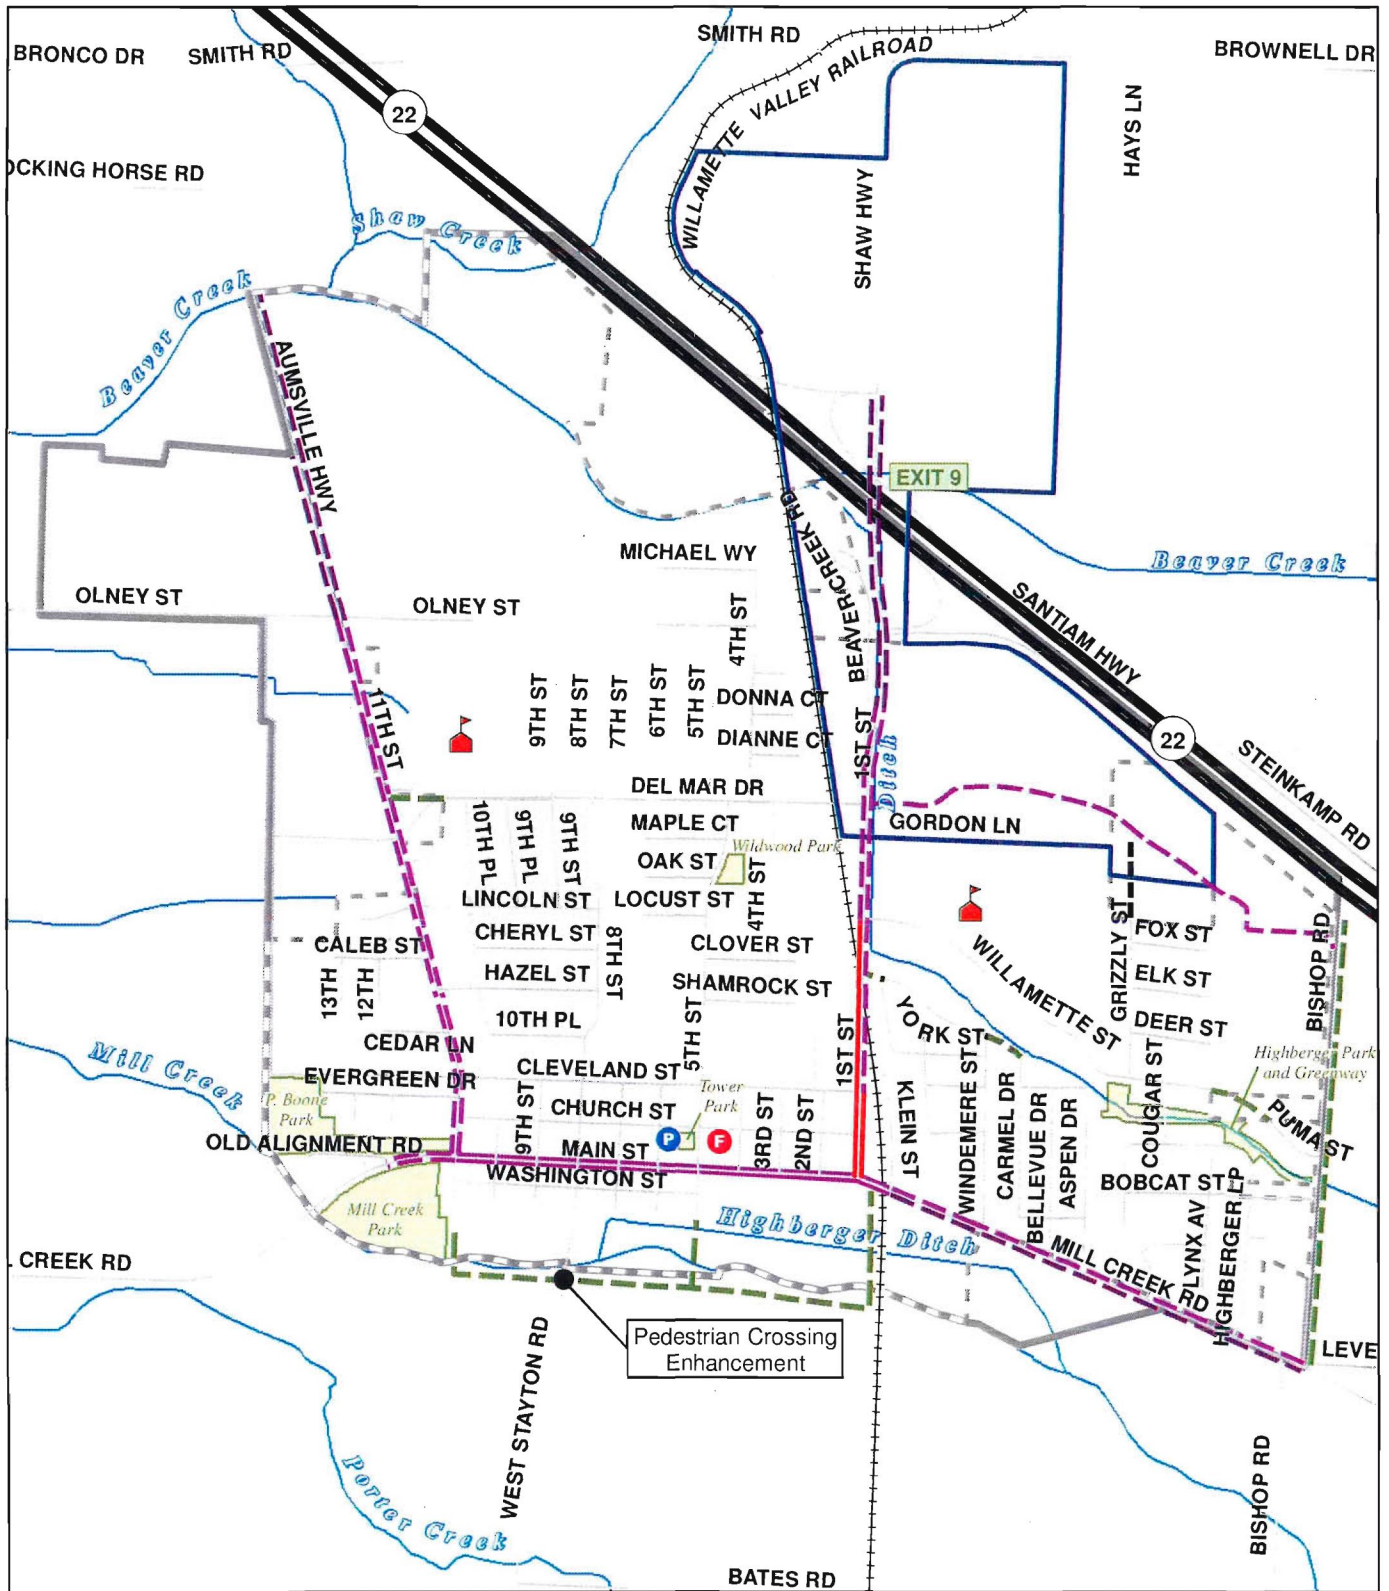 SMITH RD
SMITH RD
BRONCO DR
BROWNELL DR
WILLAMETTE VALLEY RAILROAD
22
HAYS LN
OCKING HORSE RD
Shaw Creek
SHAW HWY
Beaver Creek
AUMSVILLE HWY
EXIT 9
BEAVERCREEK RD
MICHAEL WY
Beaver Creek
OLNEY ST
OLNEY ST
SANTIAM HWY
4TH ST
11TH ST
9TH ST
8TH ST
7TH ST
6TH ST
5TH ST
DONNA CT
DIANNE CT
1ST ST
Ditch
22
STEINKAMP RD
DEL MAR DR
10TH PL
9TH PL
9TH ST
MAPLE CT
GORDON LN
Wildwood Park
OAK ST
4TH ST
LINCOLN ST
LOCUST ST
CHERYL ST
8TH ST
CLOVER ST
CALEB ST
WILLAMETTE ST
GRIZZLY ST
FOX ST
BISHOP RD
HAZEL ST
SHAMROCK ST
ELK ST
13TH
12TH
10TH PL
5TH ST
1ST ST
YORK ST
DEER ST
CEDAR LN
Mill Creek
CLEVELAND ST
EVERGREEN DR
Tower
Park
Highberger Park
and Greenway
P. Boone
Park
9TH ST
CHURCH ST
3RD ST
2ND ST
KLEIN ST
WINDEMERE ST
CARMEL DR
BELLEVUE DR
ASPEN DR
COUGAR ST
PUMA ST
OLD ALIGNMENT RD
MAIN ST
P
F
WASHINGTON ST
BOBCAT ST
Mill Creek
Park
Highberger Ditch
MILL CREEK RD
LYNX AV
HIGHBERGER LP
CREEK RD
Pedestrian Crossing
Enhancement
LEVE
WEST STAYTON RD
BISHOP RD
Porter Creek
BATES RD